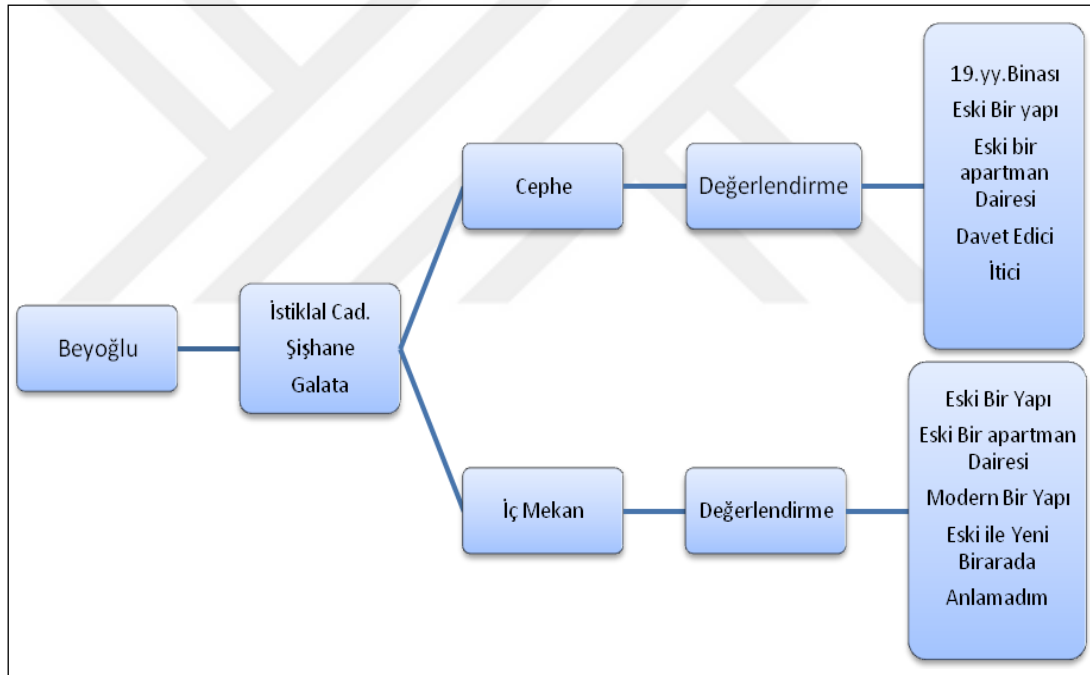 Beyoğlu
İstiklal Cad.
Şişhane
Galata
Cephe
Değerlendirme
19.yy.Binası
Eski Bir yapı
Eski bir
apartman
Dairesi
Davet Edici
İtici
İç Mekan
Değerlendirme
Eski Bir Yapı
Eski Bir apartman
Dairesi
Modern Bir Yapı
Eski ile Yeni
Birarada
Anlamadım